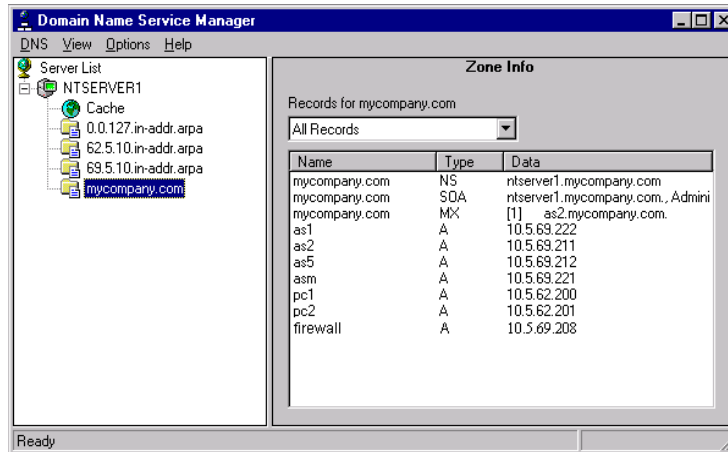 Domain Name Service Manager
DNS View Options Help
Server List
NTSERVER1
Cache
0.0.127.in-addr.arpa
62.5.10.in-addr.arpa
69.5.10.in-addr.arpa
mycompany.com
Zone Info
Records for mycompany.com
All Records
Name Type Data
mycompany.com NS ntserver1.mycompany.com
mycompany.com SOA ntserver1.mycompany.com., Admini
mycompany.com MX [1] as2.mycompany.com.
as1 A 10.5.69.222
as2 A 10.5.69.211
as5 A 10.5.69.212
asm A 10.5.69.221
pc1 A 10.5.62.200
pc2 A 10.5.62.201
firewall A 10.5.69.208
Ready